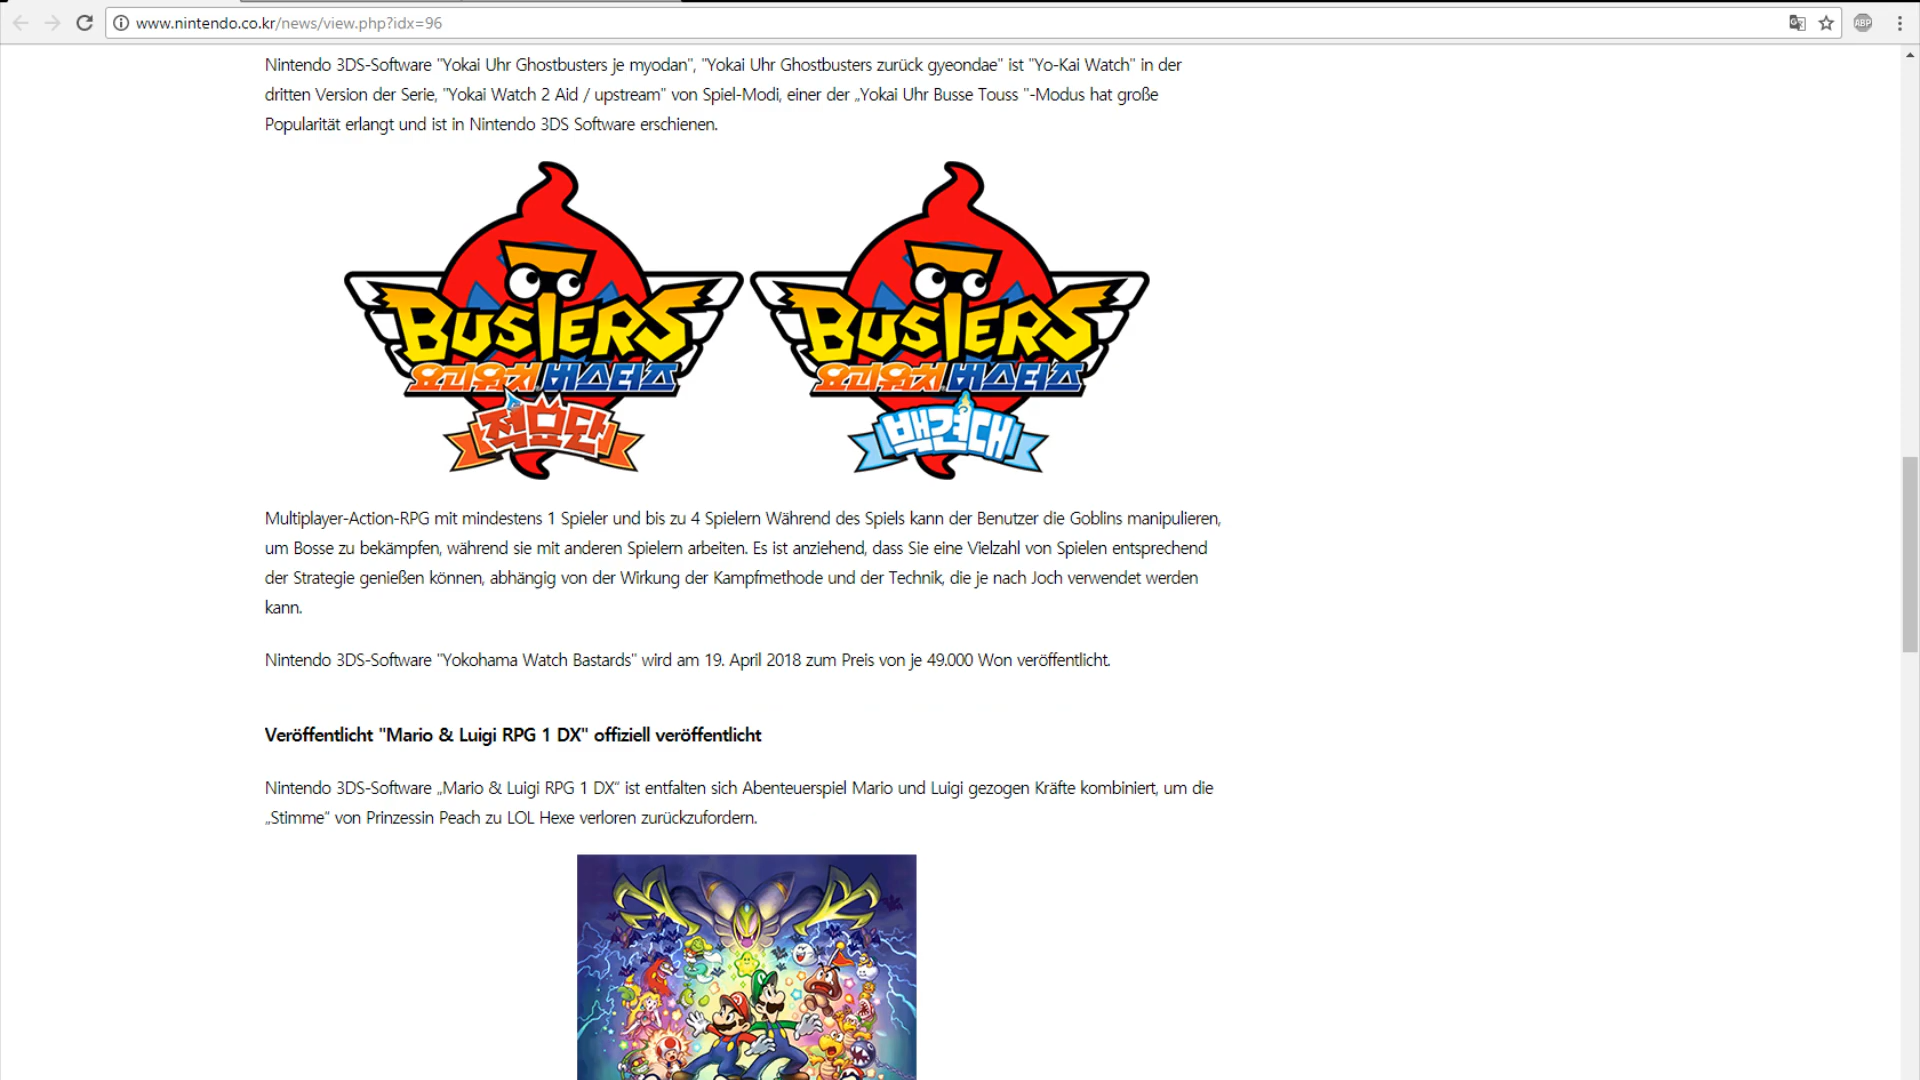 www.nintendo.co.kr/news/view.php?idx=96
ABP
Nintendo 3DS-Software "Yokai Uhr Ghostbusters je myodan", "Yokai Uhr Ghostbusters zurück gyeondae" ist "Yo-Kai Watch" in der
dritten Version der Serie, "Yokai Watch 2 Aid / upstream" von Spiel-Modi, einer der „Yokai Uhr Busse Touss "-Modus hat große
Popularität erlangt und ist in Nintendo 3DS Software erschienen.
BUSTERS
요괴워치 버스터즈
적묘단
BUSTERS
요괴워치 버스터즈
백견대
Multiplayer-Action-RPG mit mindestens 1 Spieler und bis zu 4 Spielern Während des Spiels kann der Benutzer die Goblins manipulieren,
um Bosse zu bekämpfen, während sie mit anderen Spielern arbeiten. Es ist anziehend, dass Sie eine Vielzahl von Spielen entsprechend
der Strategie genießen können, abhängig von der Wirkung der Kampfmethode und der Technik, die je nach Joch verwendet werden
kann.
Nintendo 3DS-Software "Yokohama Watch Bastards" wird am 19. April 2018 zum Preis von je 49.000 Won veröffentlicht.
Veröffentlicht "Mario & Luigi RPG 1 DX" offiziell veröffentlicht
Nintendo 3DS-Software „Mario & Luigi RPG 1 DX“ ist entfalten sich Abenteuerspiel Mario und Luigi gezogen Kräfte kombiniert, um die
„Stimme“ von Prinzessin Peach zu LOL Hexe verloren zurückzufordern.